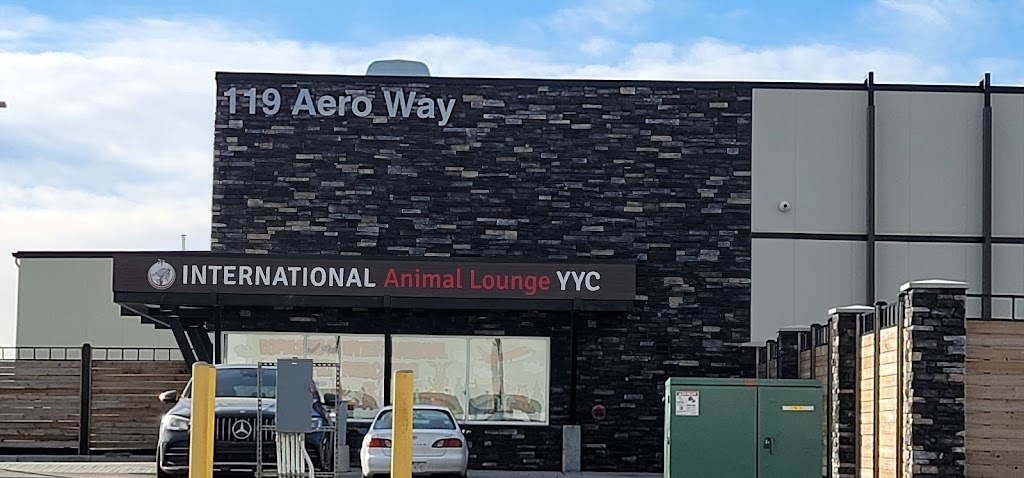 119 Aero Way
INTERNATIONAL Animal Lounge YYC